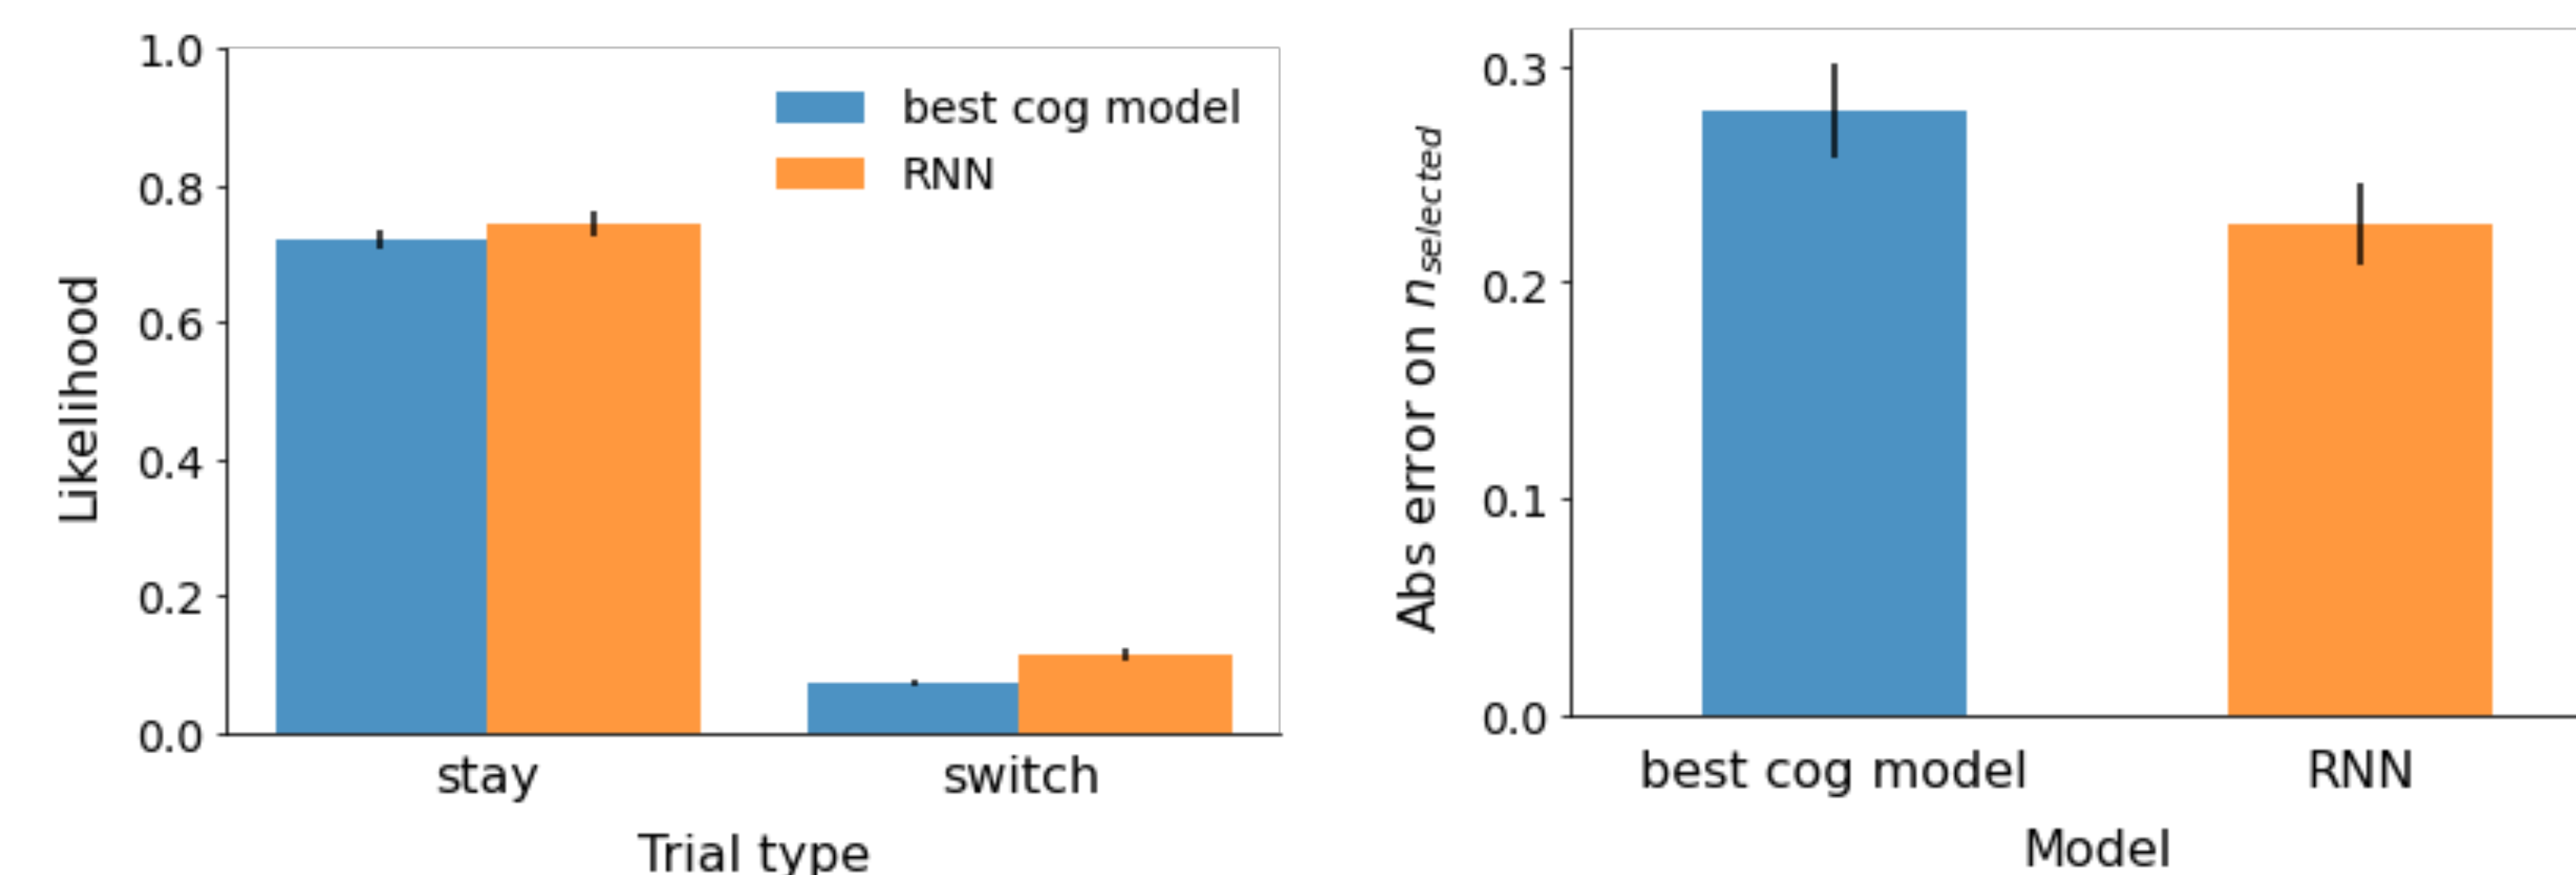 1.0
0.8
0.6
0.4
0.2
0.0
Likelihood
best cog model
RNN
stay switch
Trial type
0.3
0.2
0.1
0.0
Abs error on n selected
best cog model RNN
Model